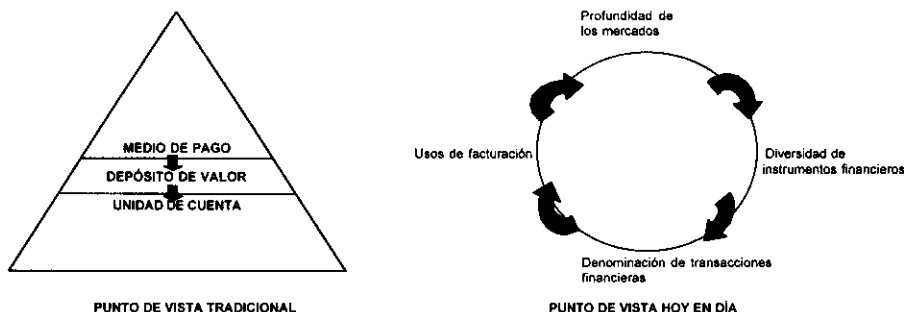 MEDIO DE PAGO
DEPÓSITO DE VALOR
UNIDAD DE CUENTA
PUNTO DE VISTA TRADICIONAL
Profundidad de
los mercados
Usos de facturación
Diversidad de
instrumentos financieros
Denominación de transacciones
financieras
PUNTO DE VISTA HOY EN DÍA